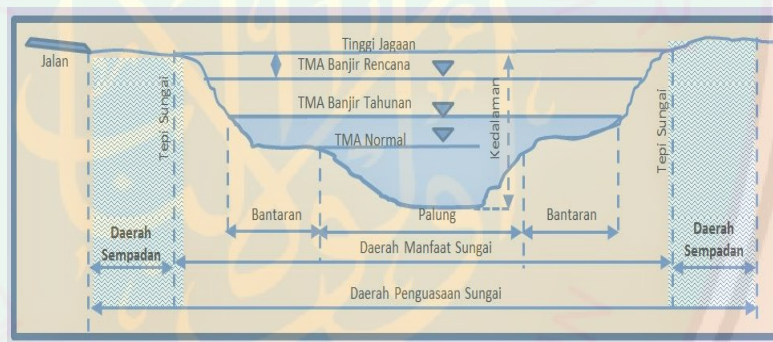 Tinggi Jagaan
Jalan
TMA Banjir Rencana
TMA Banjir Tahunan
TMA Normal
Tepi Sungai
Kedalaman
Tepi Sungai
Bantaran
Palung
Bantaran
Daerah
Sempadan
Daerah
Sempadan
Daerah Manfaat Sungai
Daerah Penguasaan Sungai